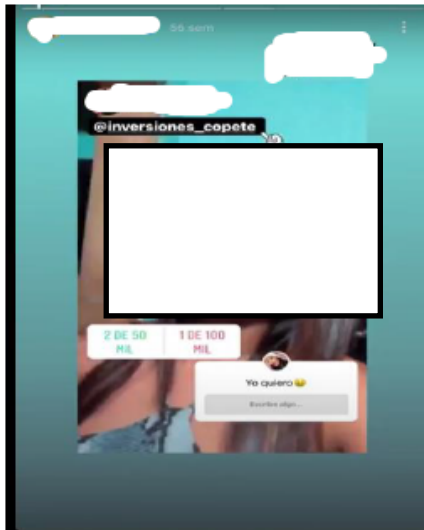 56 sem
@inversiones_copete
2 DE 50 MIL
1 DE 100 MIL
Yo quiero😆
Escribe algo...